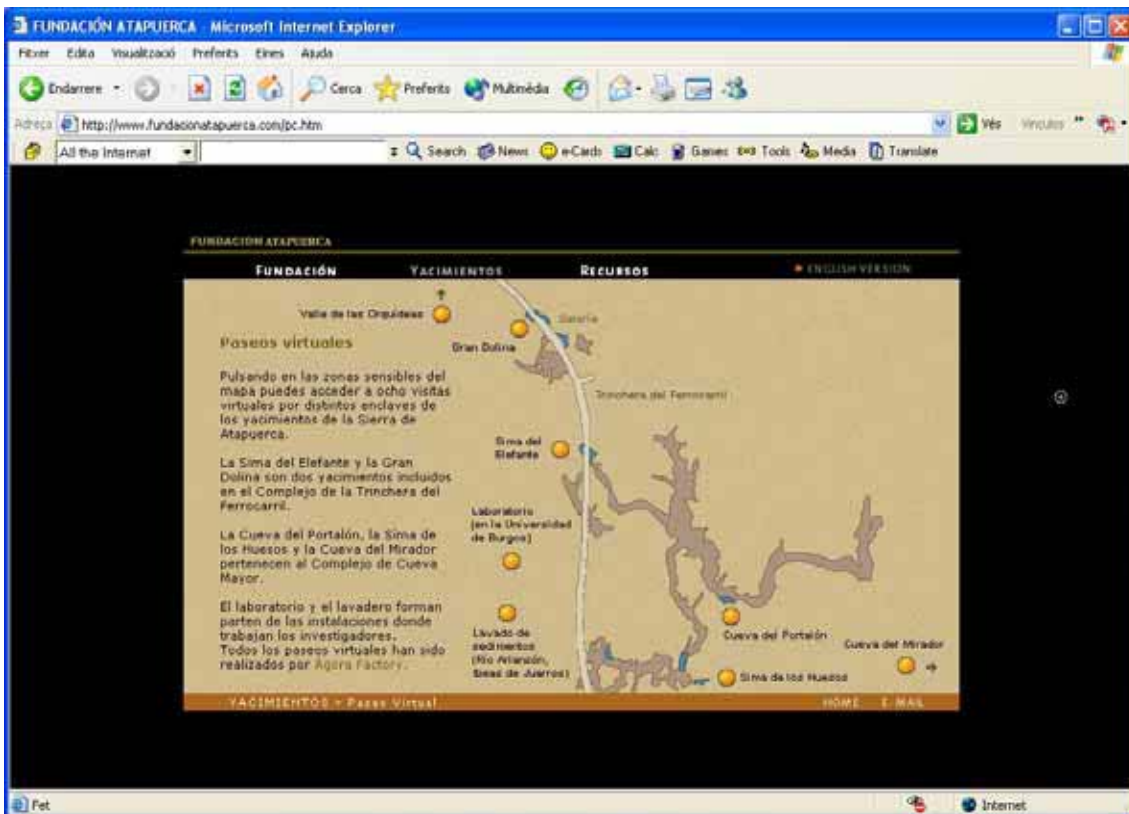 FUNDACIÓN ATAPUERCA - Microsoft Internet Explorer
Fitxer Edita Visualització Preferits Eines Ajuda
Endarrere Cerca Preferits Multimèdia
Adreça http://www.fundacionatapuerca.com/pc.htm Vés Vínculos »
All the Internet Search News e-Cards Calc Games Tools Media Translate
FUNDACIÓN ATAPUERCA
FUNDACIÓN YACIMIENTOS RECURSOS ENGLISH VERSION
Valle de las Orquídeas
Galería
Gran Dolina
Paseos virtuales
Pulsando en las zonas sensibles del
mapa puedes acceder a ocho visitas
virtuales por distintos enclaves de
los yacimientos de la Sierra de
Atapuerca.
Trinchera del Ferrocarril
La Sima del Elefante y la Gran
Dolina son dos yacimientos incluidos
en el Complejo de la Trinchera del
Ferrocarril.
Sima del
Elefante
La Cueva del Portalón, la Sima de
los Huesos y la Cueva del Mirador
pertenecen al Complejo de Cueva
Mayor.
Laboratorio
(en la Universidad
de Burgos)
El laboratorio y el lavadero forman
parten de las instalaciones donde
trabajan los investigadores.
Todos los paseos virtuales han sido
realizados por Ágora Factory.
Lavado de
sedimentos
(Río Arlanzón,
Ibeas de Juarros)
Cueva del Portalón
Cueva del Mirador
Sima de los Huesos
YACIMIENTOS Paseo Virtual HOME E-MAIL
Fet Internet